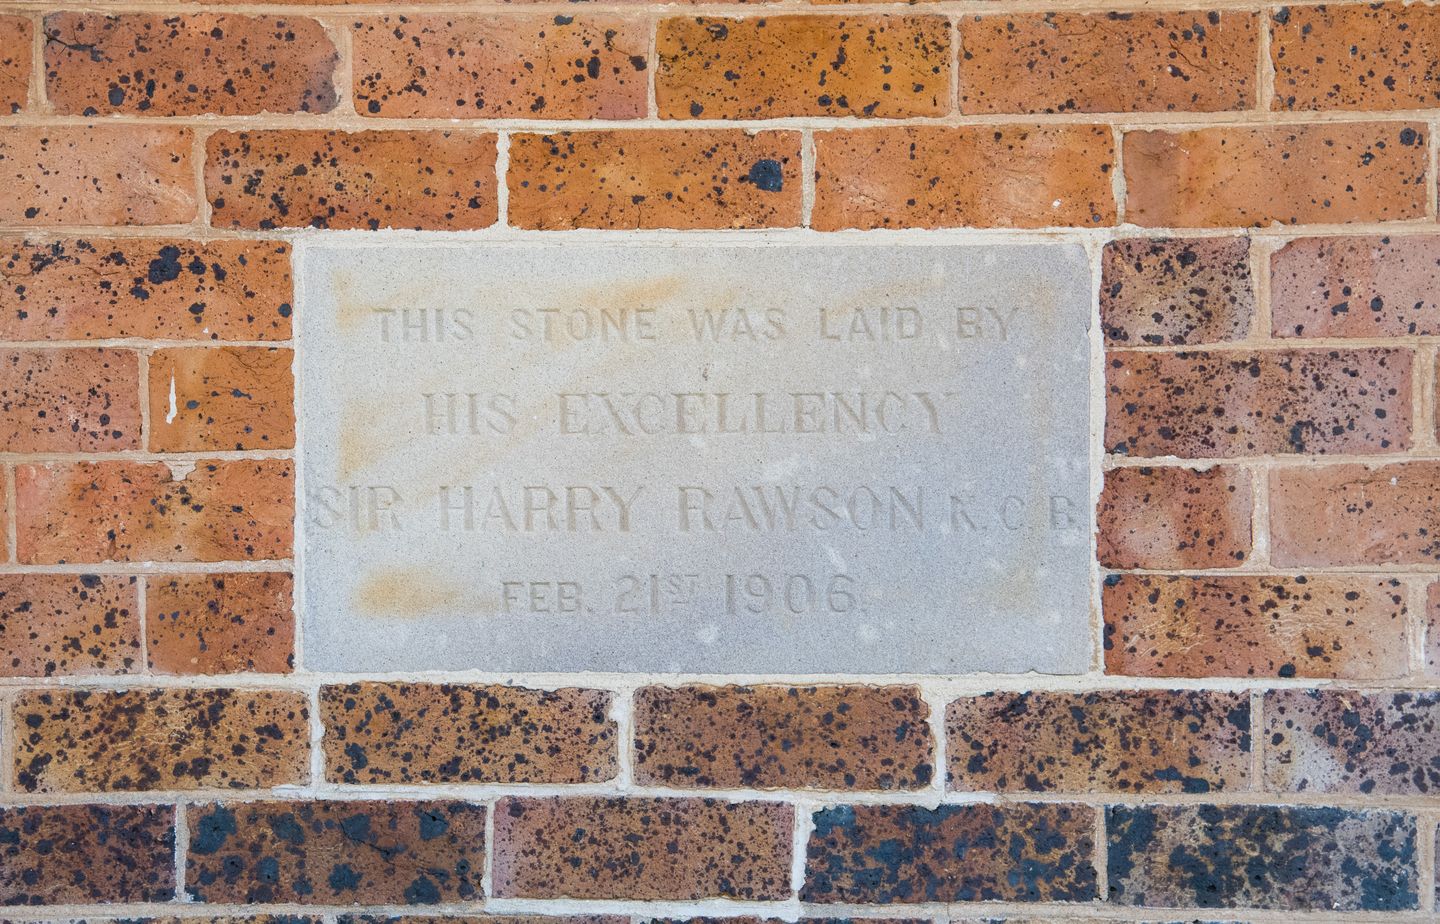 THIS STONE WAS LAID BY
HIS EXCELLENCY
SIR HARRY RAWSON K.C.B.
FEB. 21ST 1906.